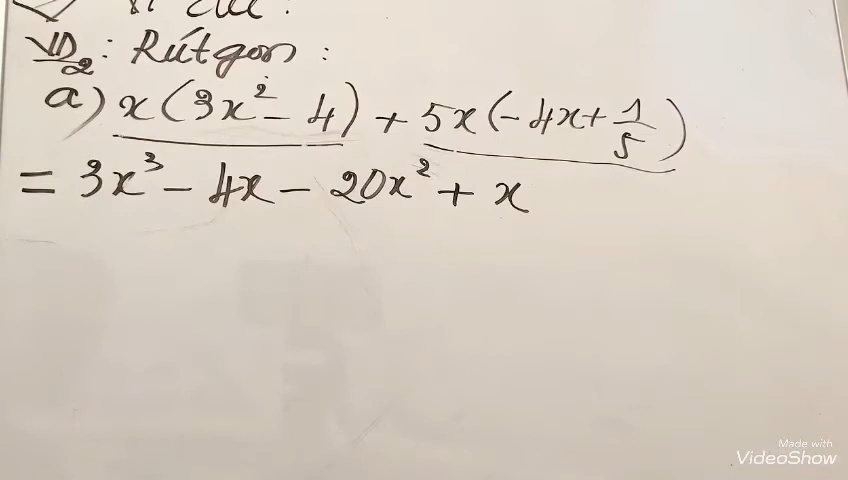 VD2: Rút gọn :
a) x(3x² - 4) + 5x(-4x + 1/5)
= 3x³ - 4x - 20x² + x
Made with
VideoShow